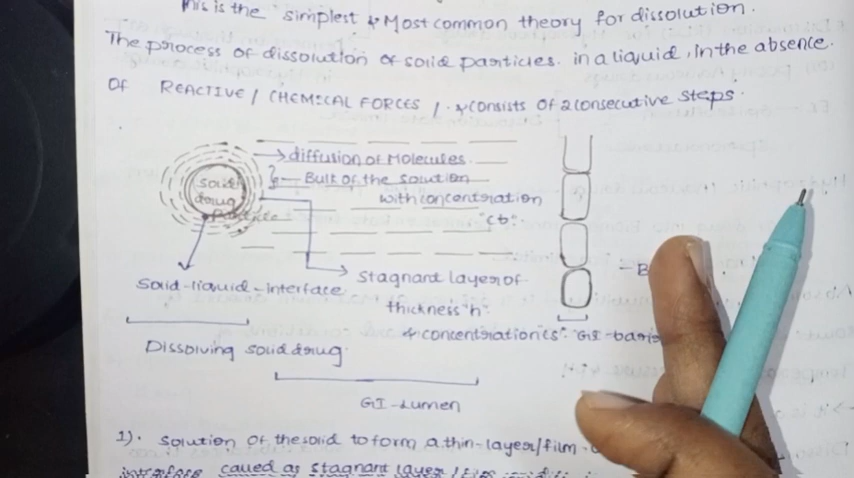 This is the simplest & Most common theory for dissolution.
The process of dissolution of solid particles. in a liquid, in the absence.
Of REACTIVE / CHEMICAL FORCES /. & consists of 2 consecutive steps.
→ diffusion of Molecules.
Bulk of the solution
with concentration
"Cb".
Solid
drug
Particle
Solid-liquid-interface
Stagnant layer of
thickness "h".
& concentration "Cs".
GI-
Dissolving solid drug.
GI-Lumen
1). Solution of the solid to form a thin-layer/film-
interface called as stagnant layer /